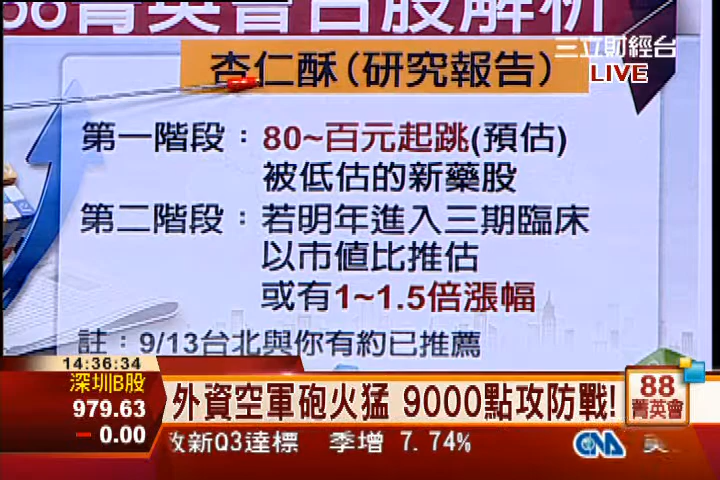 88菁英會台股解析
三立財經台
LIVE
杏仁酥(研究報告)
第一階段：80~百元起跳(預估)
被低估的新藥股
第二階段：若明年進入三期臨床
以市值比推估
或有1~1.5倍漲幅
註：9/13台北與你有約已推薦
14:36:34
深圳B股
979.63
– 0.00
外資空軍砲火猛 9000點攻防戰!
88
菁英會
改新Q3達標 季增 7.74%
CNA